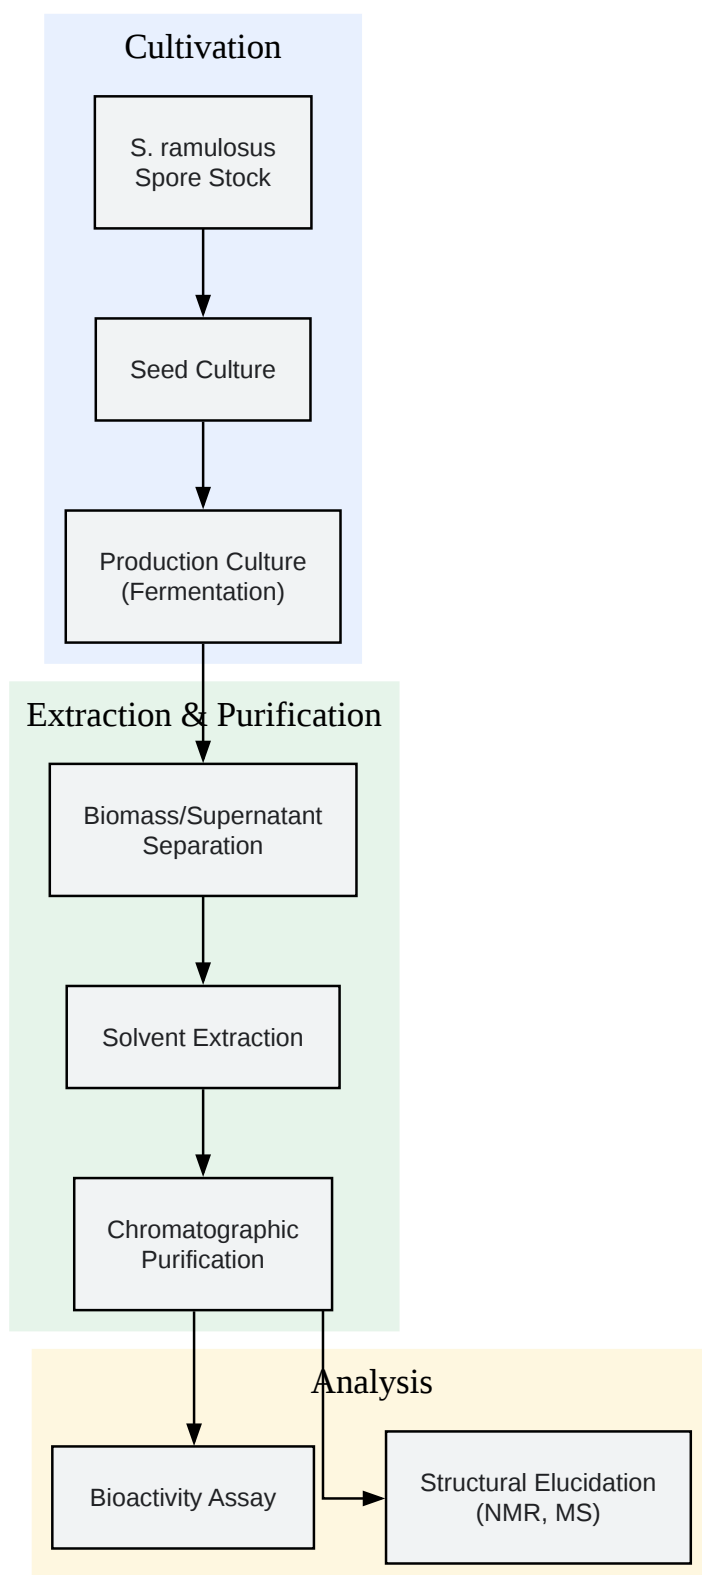 Cultivation
S. ramulosus
Spore Stock
Seed Culture
Production Culture
(Fermentation)
Extraction & Purification
Biomass/Supernatant
Separation
Solvent Extraction
Chromatographic
Purification
Analysis
Bioactivity Assay
Structural Elucidation
(NMR, MS)